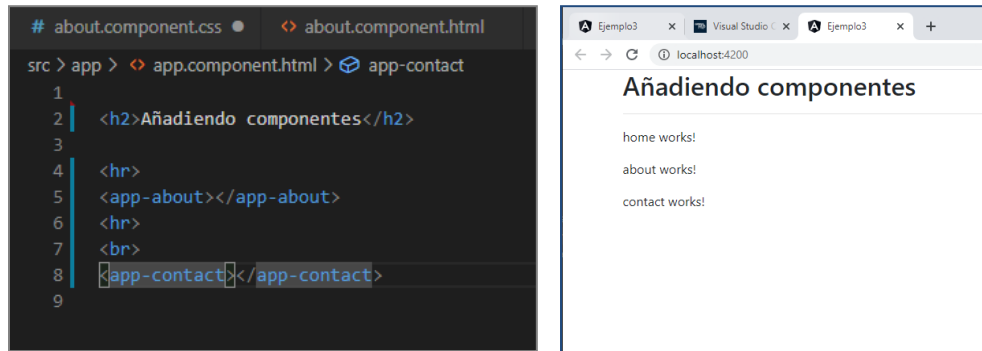 # about.component.css ● <> about.component.html
src > app > <> app.component.html > app-contact
1
2 <h2>Añadiendo componentes</h2>
3
4 <hr>
5 <app-about></app-about>
6 <hr>
7 <br>
8 <app-contact></app-contact>
9
Ejemplo3 × Visual Studio C × Ejemplo3 × +
← → C ⓘ localhost:4200
Añadiendo componentes
home works!
about works!
contact works!